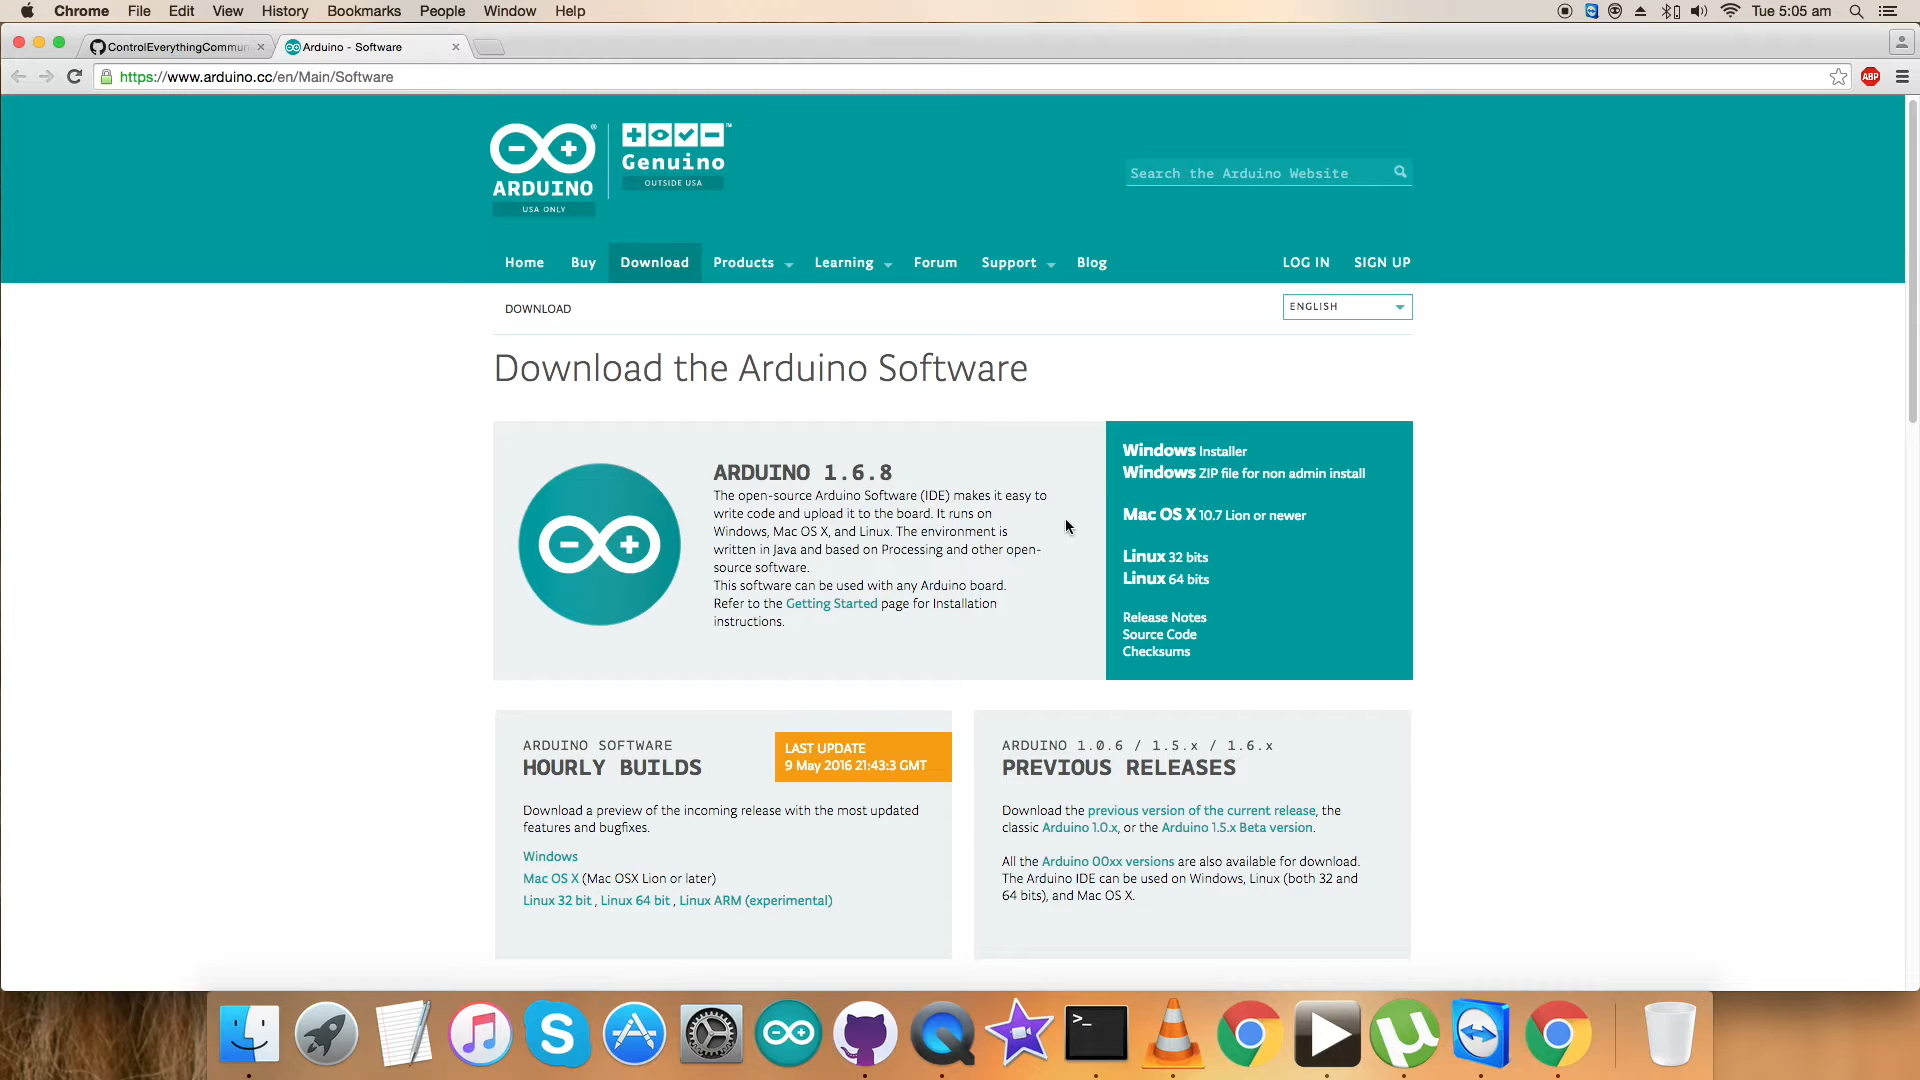 Chrome File Edit View History Bookmarks People Window Help Tue 5:05 am
ControlEverythingCommun
Arduino - Software
https://www.arduino.cc/en/Main/Software
ABP
ARDUINO
USA ONLY
Genuino
OUTSIDE USA
Search the Arduino Website
Home Buy Download Products Learning Forum Support Blog LOG IN SIGN UP
DOWNLOAD
ENGLISH
Download the Arduino Software
ARDUINO 1.6.8
The open-source Arduino Software (IDE) makes it easy to
write code and upload it to the board. It runs on
Windows, Mac OS X, and Linux. The environment is
written in Java and based on Processing and other open-
source software.
This software can be used with any Arduino board.
Refer to the Getting Started page for Installation
instructions.
Windows Installer
Windows ZIP file for non admin install
Mac OS X 10.7 Lion or newer
Linux 32 bits
Linux 64 bits
Release Notes
Source Code
Checksums
ARDUINO SOFTWARE
HOURLY BUILDS
LAST UPDATE
9 May 2016 21:43:3 GMT
Download a preview of the incoming release with the most updated
features and bugfixes.
Windows
Mac OS X (Mac OSX Lion or later)
Linux 32 bit , Linux 64 bit , Linux ARM (experimental)
ARDUINO 1.0.6 / 1.5.x / 1.6.x
PREVIOUS RELEASES
Download the previous version of the current release, the
classic Arduino 1.0.x, or the Arduino 1.5.x Beta version.
All the Arduino 00xx versions are also available for download.
The Arduino IDE can be used on Windows, Linux (both 32 and
64 bits), and Mac OS X.